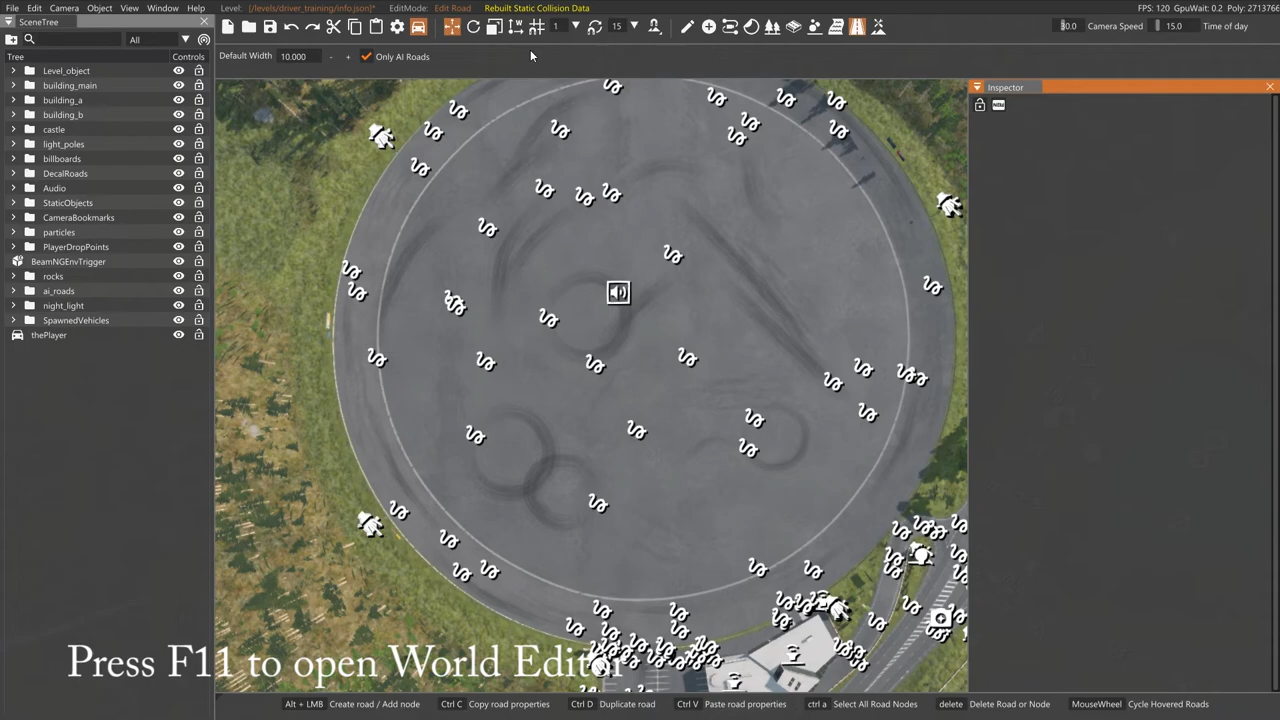 File Edit Camera Object View Window Help Level: [/levels/driver_training/info.json]* EditMode: Edit Road Rebuilt Static Collision Data FPS: 120 GpuWait: 0.2 Poly: 2713766
SceneTree
All 1 15 Camera Speed 15.0 Time of day
Tree Controls Default Width 10.000 - + Only AI Roads
Level_object
building_main
building_a
building_b
castle
light_poles
billboards
DecalRoads
Audio
StaticObjects
CameraBookmarks
particles
PlayerDropPoints
BeamNGEnvTrigger
rocks
ai_roads
night_light
SpawnedVehicles
thePlayer
Inspector
NEW
Press F11 to open World Editor
Alt + LMB Create road / Add node Ctrl C Copy road properties Ctrl D Duplicate road Ctrl V Paste road properties ctrl a Select All Road Nodes delete Delete Road or Node MouseWheel Cycle Hovered Roads